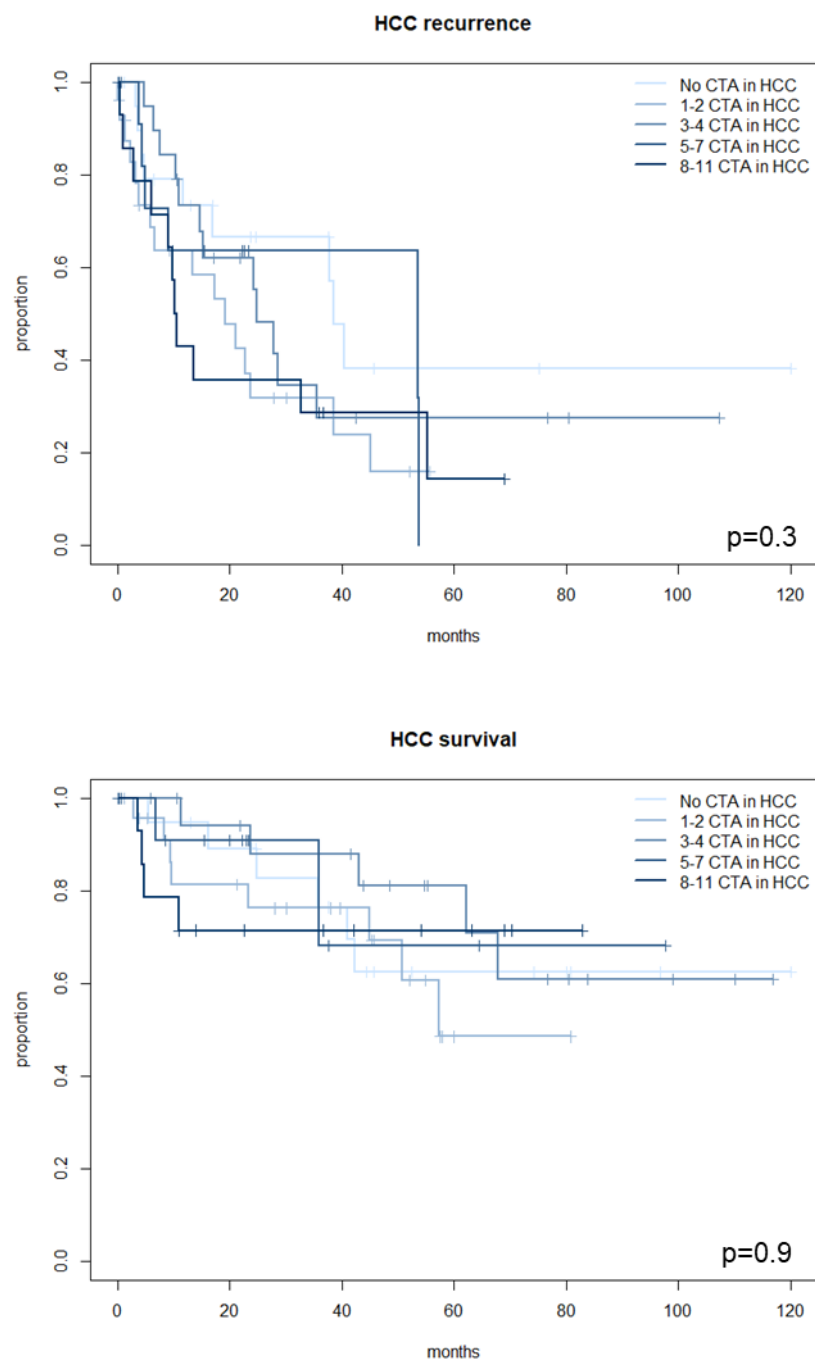 HCC recurrence
No CTA in HCC
1-2 CTA in HCC
3-4 CTA in HCC
5-7 CTA in HCC
8-11 CTA in HCC
1.0
0.8
0.6
0.4
0.2
0.0
proportion
p=0.3
0 20 40 60 80 100 120
months
HCC survival
No CTA in HCC
1-2 CTA in HCC
3-4 CTA in HCC
5-7 CTA in HCC
8-11 CTA in HCC
1.0
0.8
0.6
0.4
0.2
0.0
proportion
p=0.9
0 20 40 60 80 100 120
months